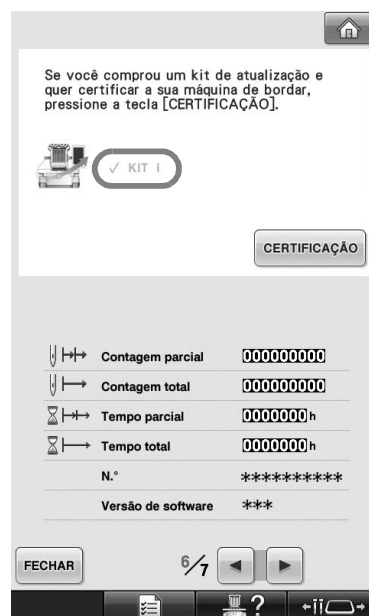 Se você comprou um kit de atualização e
quer certificar a sua máquina de bordar,
pressione a tecla [CERTIFICAÇÃO].
✓ KIT I
CERTIFICAÇÃO
Contagem parcial 000000000
Contagem total 000000000
Tempo parcial 0000000 h
Tempo total 0000000 h
N.° **********
Versão de software ***
FECHAR 6/7
?